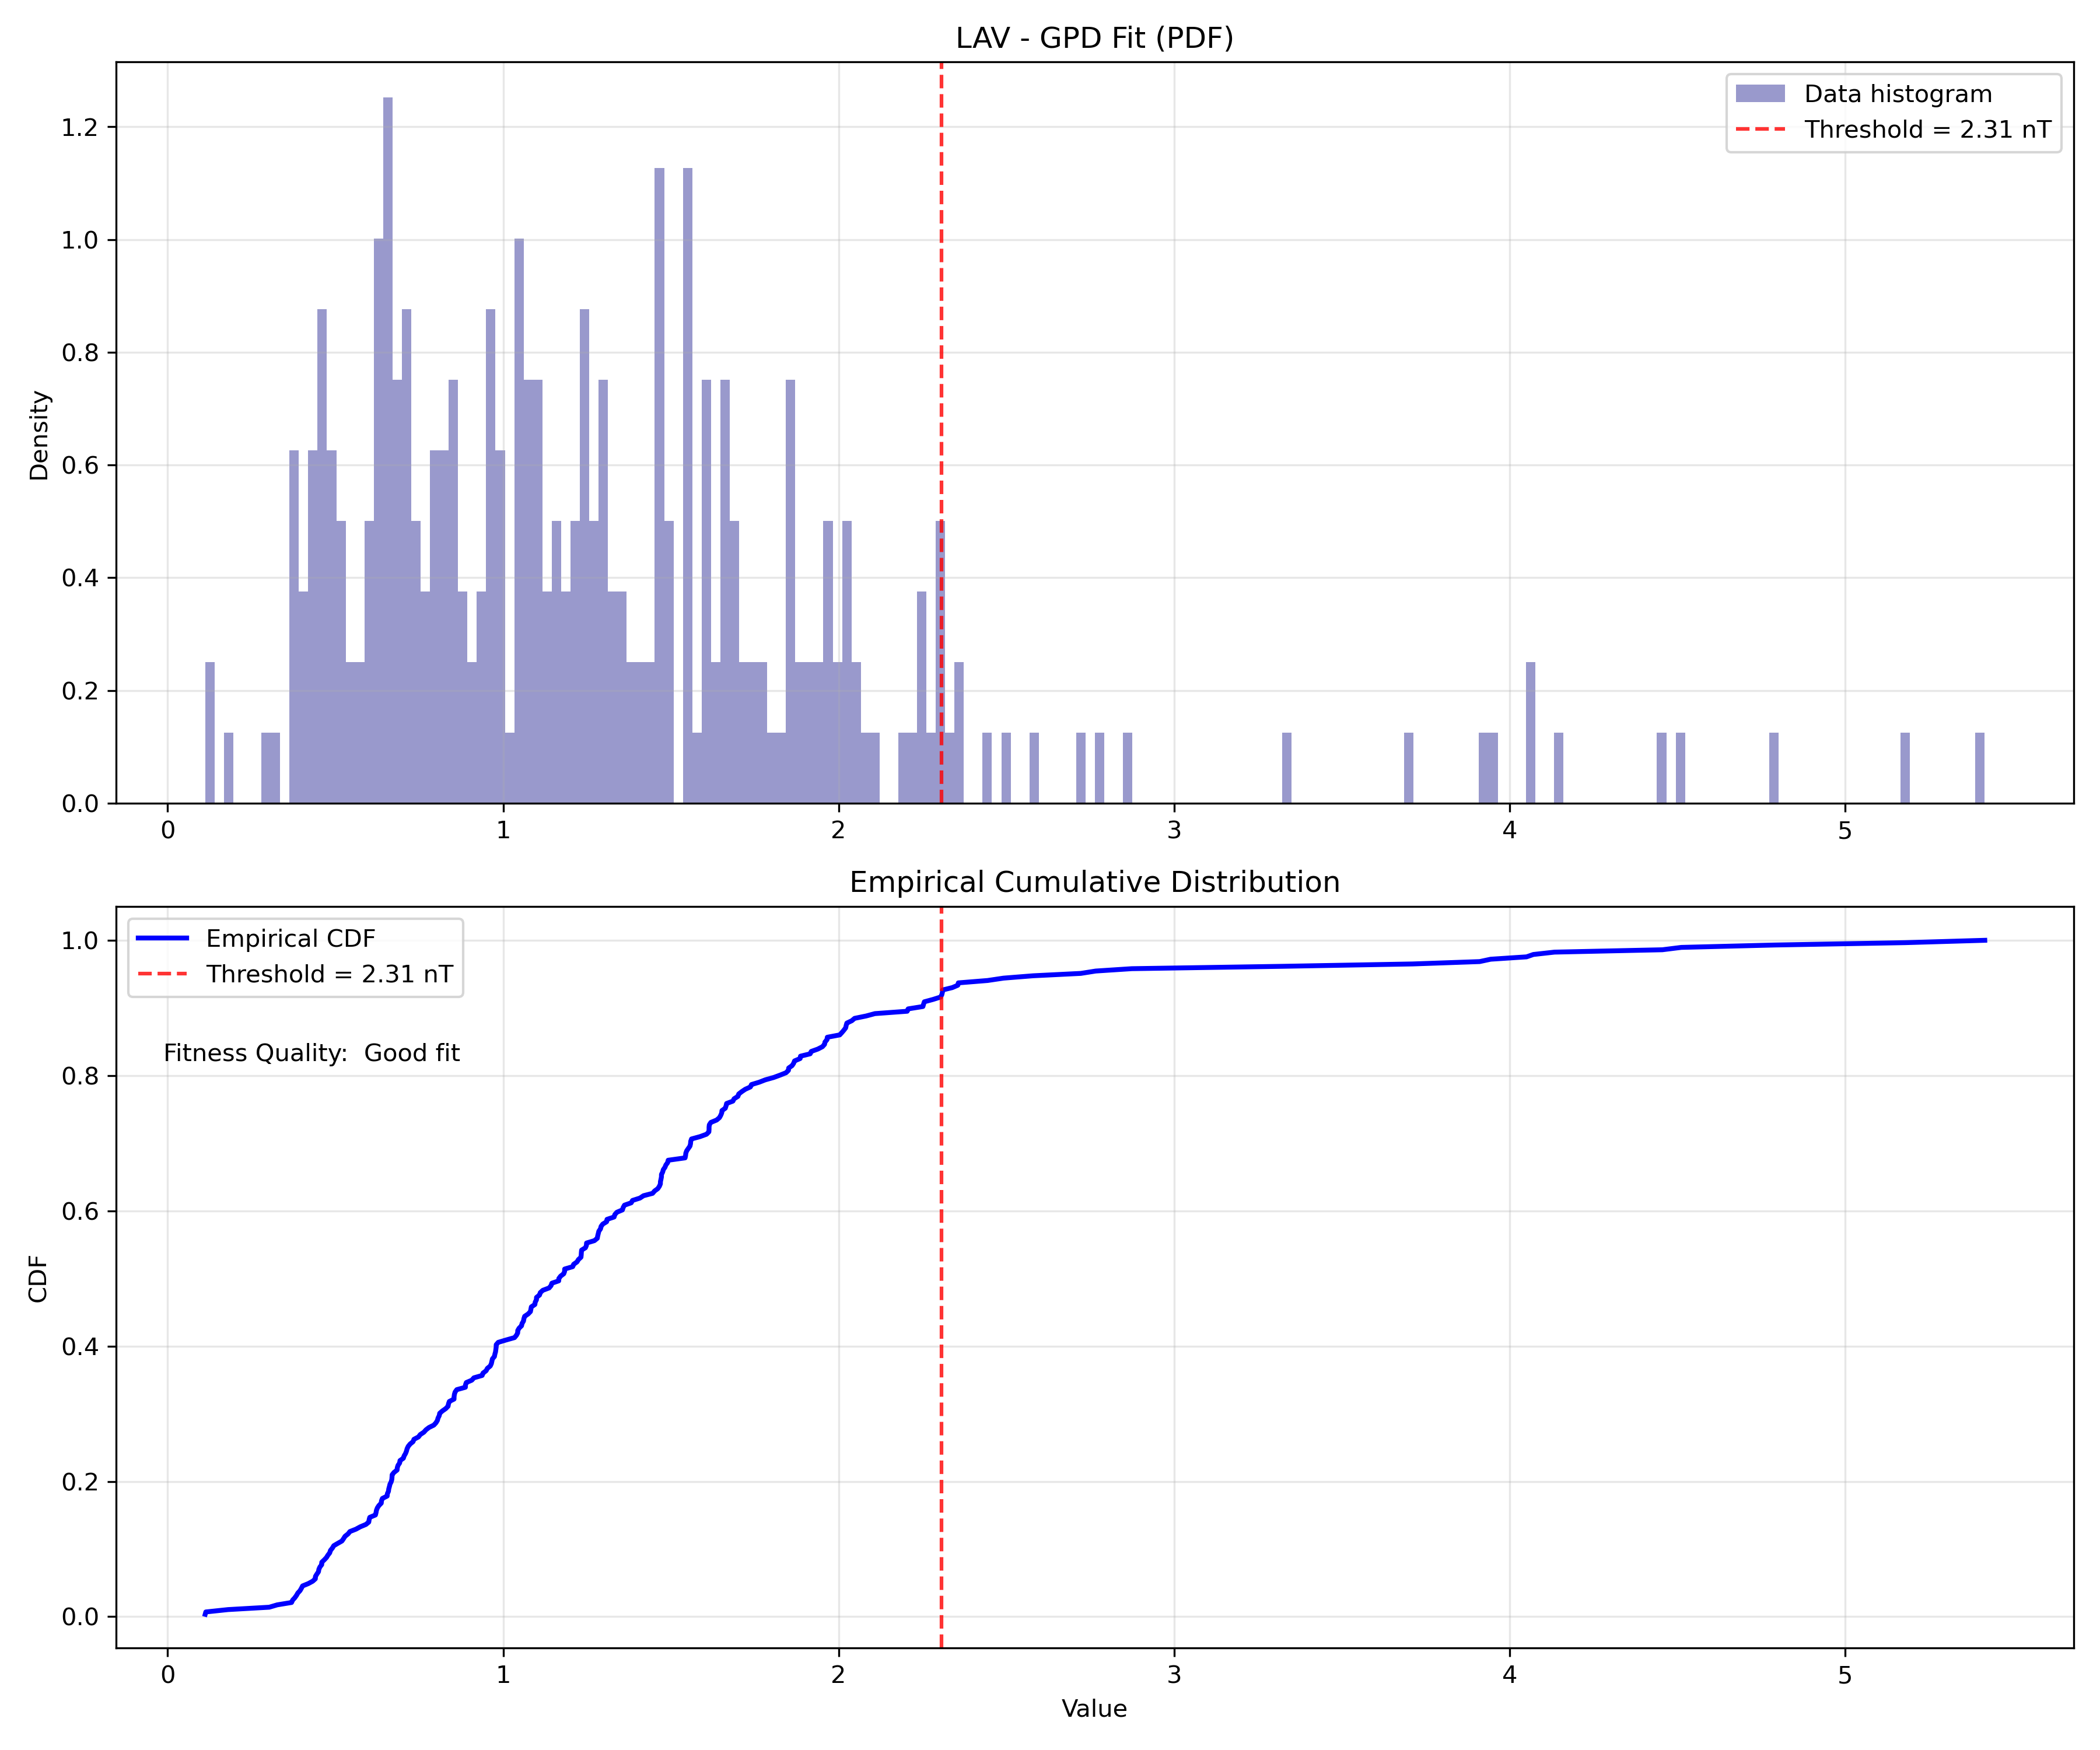 LAV - GPD Fit (PDF)
Data histogram
Threshold = 2.31 nT
Density
1.2
1.0
0.8
0.6
0.4
0.2
0.0
0 1 2 3 4 5
Empirical Cumulative Distribution
Empirical CDF
Threshold = 2.31 nT
Fitness Quality:  Good fit
CDF
1.0
0.8
0.6
0.4
0.2
0.0
0 1 2 3 4 5
Value